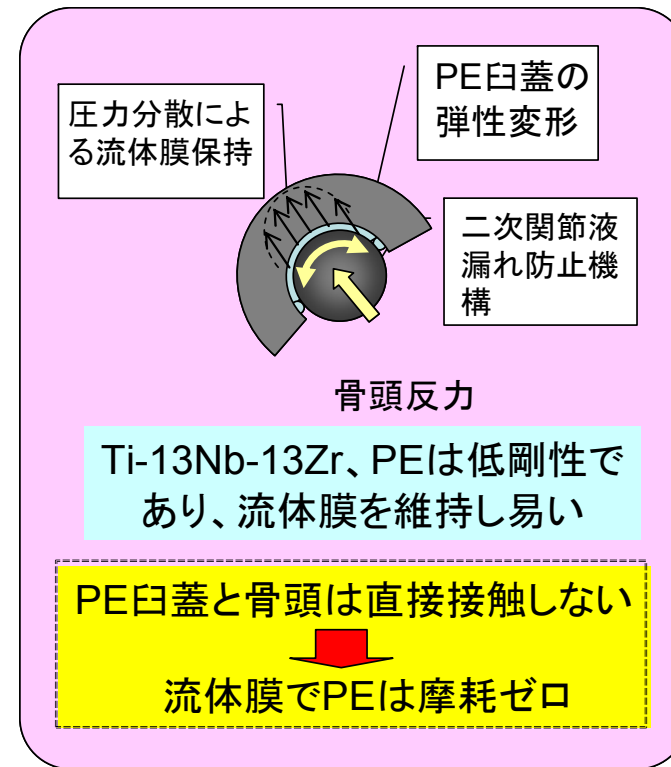 圧力分散によ
る流体膜保持
PE臼蓋の
弾性変形
二次関節液
漏れ防止機
構
骨頭反力
Ti-13Nb-13Zr、PEは低剛性で
あり、流体膜を維持し易い
PE臼蓋と骨頭は直接接触しない
流体膜でPEは摩耗ゼロ